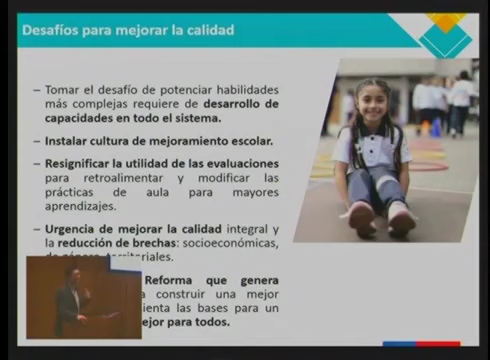 Desafíos para mejorar la calidad
– Tomar el desafío de potenciar habilidades
más complejas requiere de desarrollo de
capacidades en todo el sistema.
– Instalar cultura de mejoramiento escolar.
– Resignificar la utilidad de las evaluaciones
para retroalimentar y modificar las
prácticas de aula para mayores
aprendizajes.
– Urgencia de mejorar la calidad integral y
la reducción de brechas: socioeconómicas,
de género, territoriales.
Reforma que genera
construir una mejor
las bases para un
para todos.